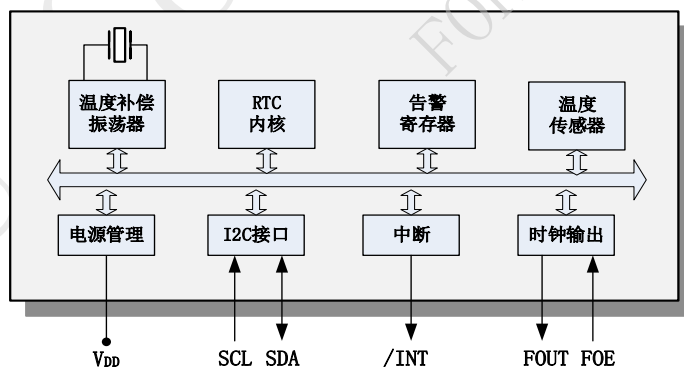 温度补偿
振荡器
RTC
内核
告警
寄存器
温度
传感器
电源管理
I2C接口
中断
时钟输出
VDD
SCL SDA
/INT
FOUT FOE